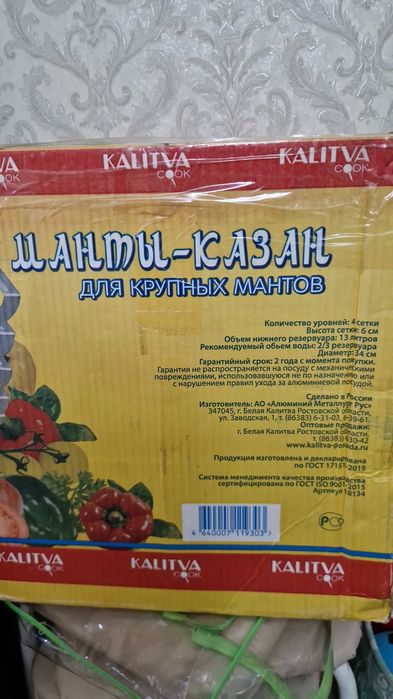 KALITVA KALITVA KALITVA
COOK COOK COOK
МАНТЫ-КАЗАН
ДЛЯ КРУПНЫХ МАНТОВ
Количество уровней: 4 сетки
Высота сетки: 6 см
Объем нижнего резервуара: 13 литров
Рекомендуемый объем воды: 2/3 резервуара
Диаметр: 34 см
Гарантийный срок: 2 года с момента покупки.
Гарантия не распространяется на посуду с механическими
повреждениями, использовавшуюся не по назначению или
с нарушением правил ухода за алюминиевой посудой.
Сделано в России
Изготовитель: АО «Алюминий Металлург Рус»
347045, г. Белая Калитва Ростовской области,
ул. Заводская, 1, т. (86383) 6-31-03, 6-39-61.
Оптовые продажи:
г. Белая Калитва Ростовской области,
т. (86383) 630-42
www.kalitva-posuda.ru
Продукция изготовлена и декларирована
по ГОСТ 17151-2019
Система менеджмента качества производства
сертифицирована по ГОСТ ISO 9001-2015
Артикул 18134
4 640007 119303 >
РСТ
KALITVA KALITVA KALITVA
COOK COOK COOK